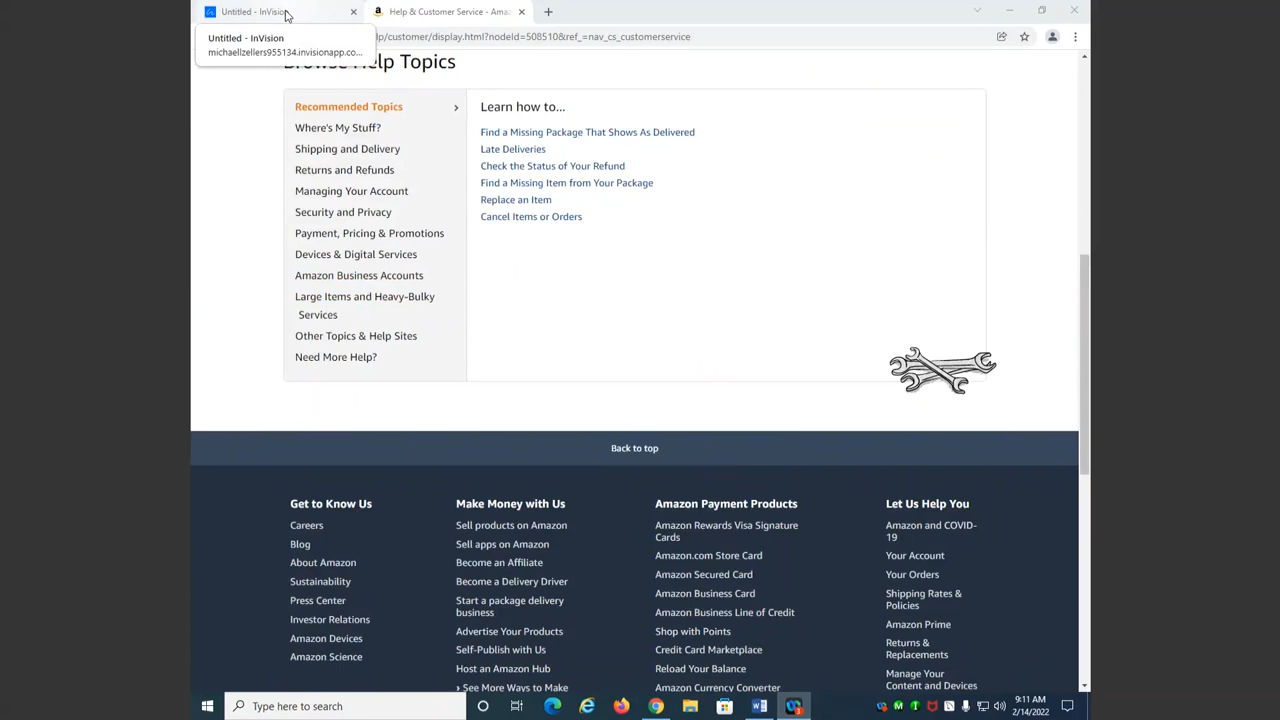 Untitled - InVision
Help & Customer Service - Ama
Untitled - InVision
michaellzellers955134.invisionapp.co...
lp/customer/display.html?nodeId=508510&ref_=nav_cs_customerservice
Browse Help Topics
Recommended Topics
Where's My Stuff?
Shipping and Delivery
Returns and Refunds
Managing Your Account
Security and Privacy
Payment, Pricing & Promotions
Devices & Digital Services
Amazon Business Accounts
Large Items and Heavy-Bulky
Services
Other Topics & Help Sites
Need More Help?
Learn how to...
Find a Missing Package That Shows As Delivered
Late Deliveries
Check the Status of Your Refund
Find a Missing Item from Your Package
Replace an Item
Cancel Items or Orders
Back to top
Get to Know Us
Careers
Blog
About Amazon
Sustainability
Press Center
Investor Relations
Amazon Devices
Amazon Science
Make Money with Us
Sell products on Amazon
Sell apps on Amazon
Become an Affiliate
Become a Delivery Driver
Start a package delivery
business
Advertise Your Products
Self-Publish with Us
Host an Amazon Hub
› See More Ways to Make
Amazon Payment Products
Amazon Rewards Visa Signature
Cards
Amazon.com Store Card
Amazon Secured Card
Amazon Business Card
Amazon Business Line of Credit
Shop with Points
Credit Card Marketplace
Reload Your Balance
Amazon Currency Converter
Let Us Help You
Amazon and COVID-
19
Your Account
Your Orders
Shipping Rates &
Policies
Amazon Prime
Returns &
Replacements
Manage Your
Content and Devices
Type here to search
9:11 AM
2/14/2022